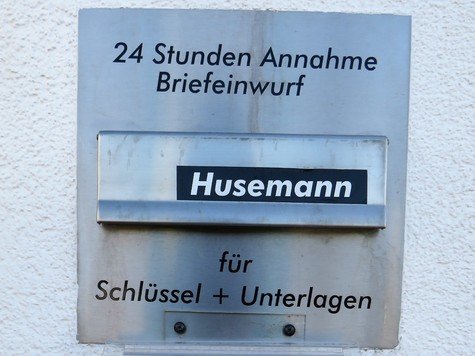 24 Stunden Annahme
Briefeinwurf
Husemann
für
Schlüssel + Unterlagen